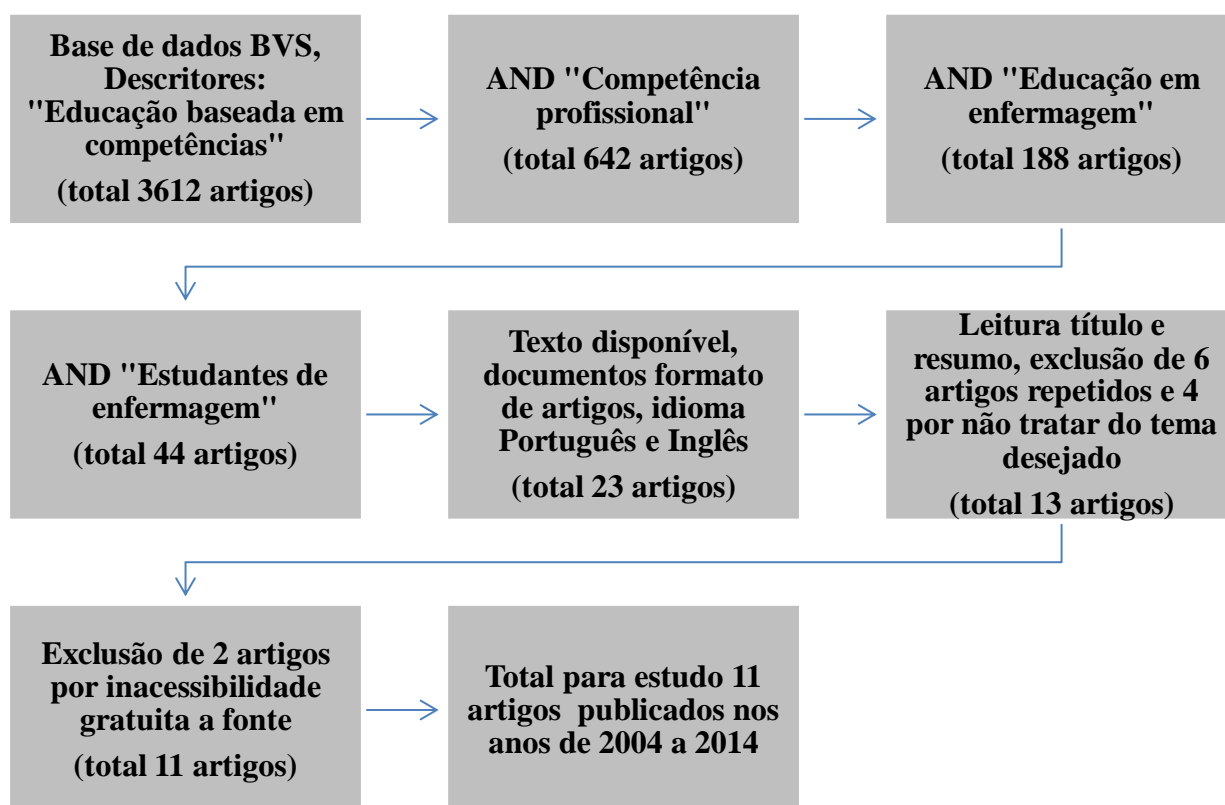 Base de dados BVS,
Descritores:
"Educação baseada em
competências"
(total 3612 artigos)
AND "Competência
profissional"
(total 642 artigos)
AND "Educação em
enfermagem"
(total 188 artigos)
AND "Estudantes de
enfermagem"
(total 44 artigos)
Texto disponível,
documentos formato
de artigos, idioma
Português e Inglês
(total 23 artigos)
Leitura título e
resumo, exclusão de 6
artigos repetidos e 4
por não tratar do tema
desejado
(total 13 artigos)
Exclusão de 2 artigos
por inacessibilidade
gratuita a fonte
(total 11 artigos)
Total para estudo 11
artigos publicados nos
anos de 2004 a 2014